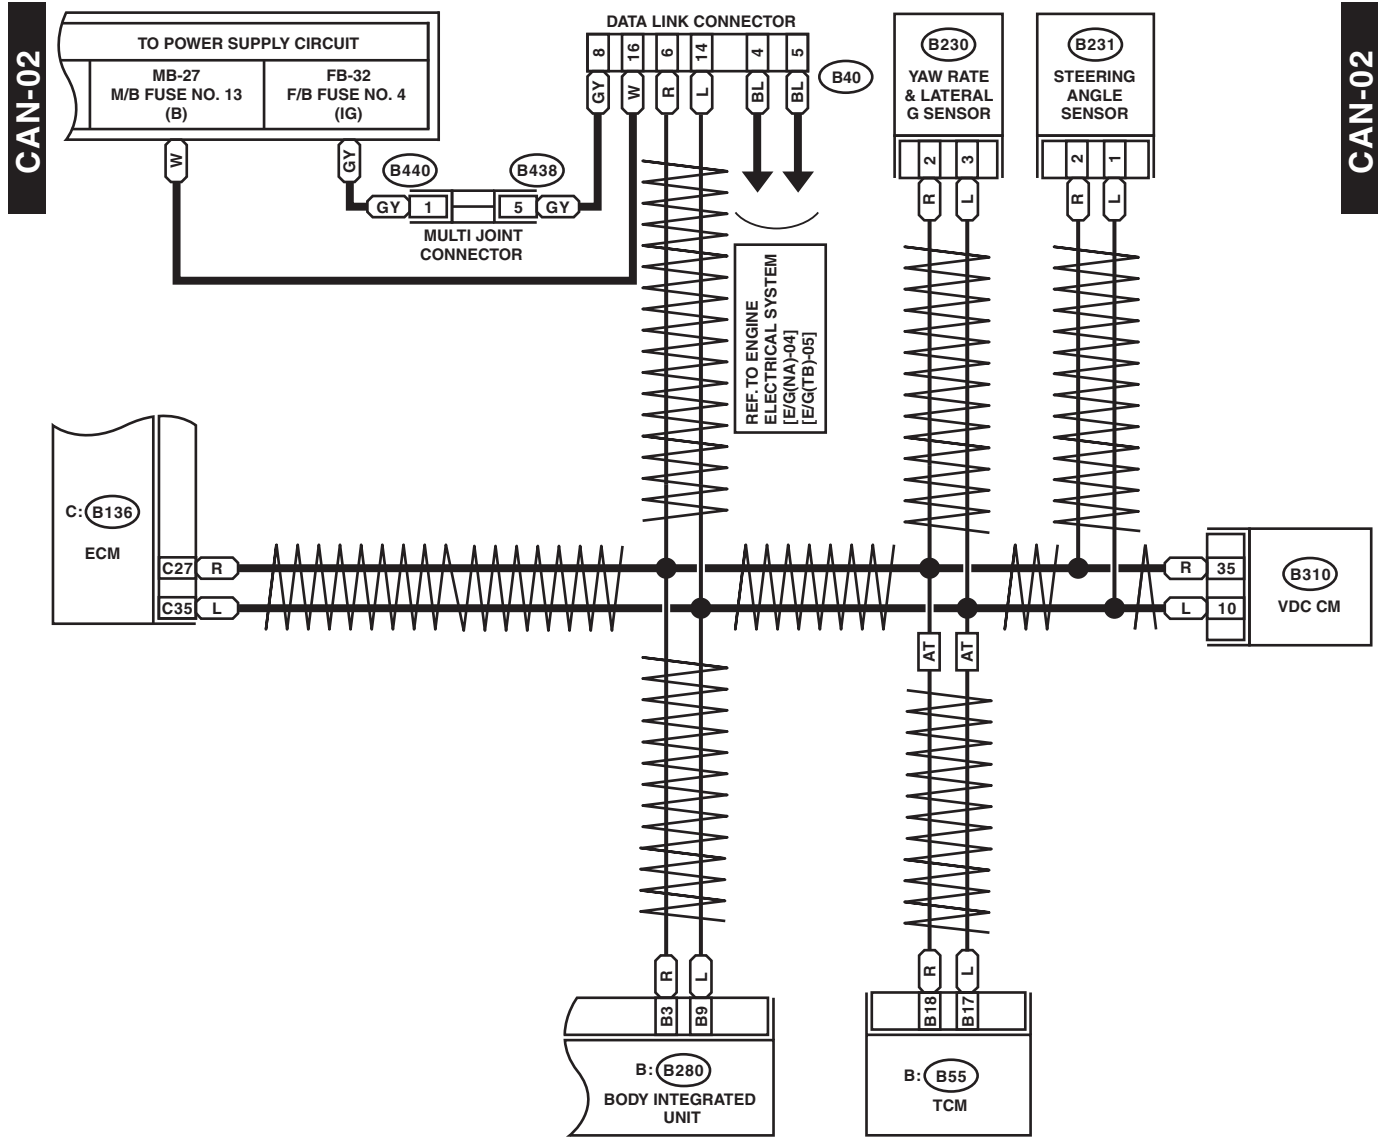 CAN-02
CAN-02
TO POWER SUPPLY CIRCUIT
MB-27
M/B FUSE NO. 13
(B)
FB-32
F/B FUSE NO. 4
(IG)
W
GY
B440
B438
GY
1
5
GY
MULTI JOINT
CONNECTOR
DATA LINK CONNECTOR
8
16
6
14
4
5
GY
W
R
L
BL
BL
B40
REF. TO ENGINE
ELECTRICAL SYSTEM
[E/G(NA)-04]
[E/G(TB)-05]
B230
YAW RATE
& LATERAL
G SENSOR
2
3
R
L
B231
STEERING
ANGLE
SENSOR
2
1
R
L
C: B136
ECM
C27
R
C35
L
R
35
L
10
B310
VDC CM
AT
AT
R
L
B3
B9
B: B280
BODY INTEGRATED
UNIT
R
L
B18
B17
B: B55
TCM